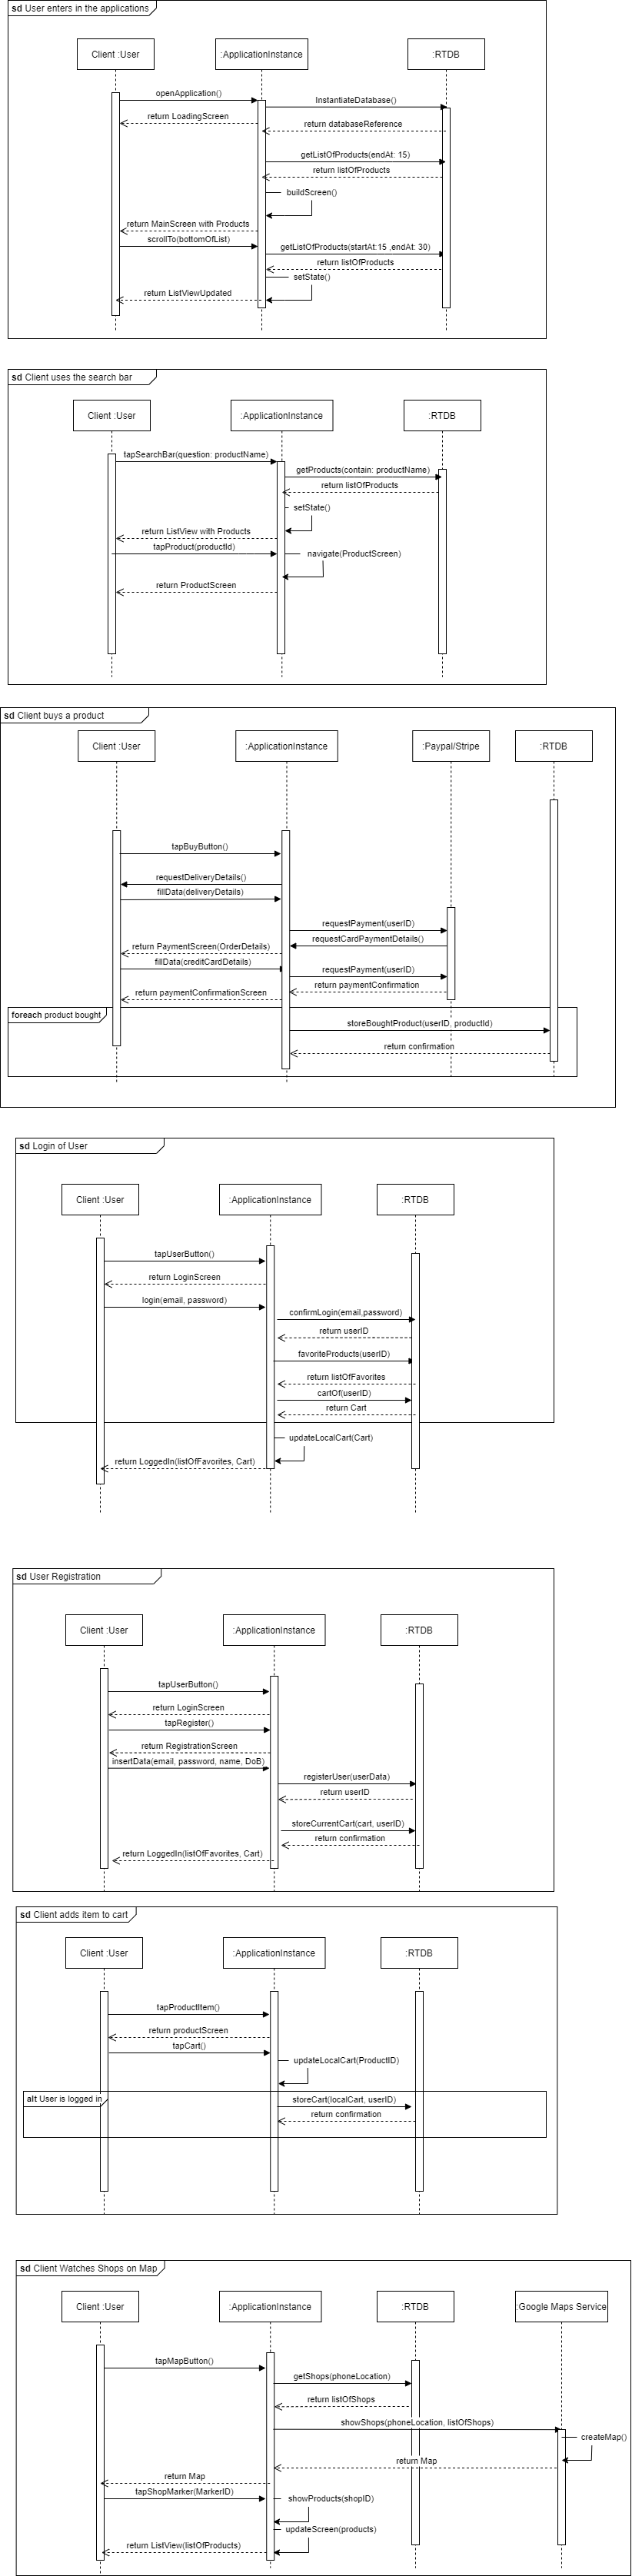 sd User enters in the applications
Client :User
:ApplicationInstance
:RTDB
openApplication()
InstantiateDatabase()
return LoadingScreen
return databaseReference
getListOfProducts(endAt: 15)
return listOfProducts
buildScreen()
return MainScreen with Products
scrollTo(bottomOfList)
getListOfProducts(startAt:15 ,endAt: 30)
return listOfProducts
setState()
return ListViewUpdated
sd Client uses the search bar
Client :User
:ApplicationInstance
:RTDB
tapSearchBar(question: productName)
getProducts(contain: productName)
return listOfProducts
setState()
return ListView with Products
tapProduct(productId)
navigate(ProductScreen)
return ProductScreen
sd Client buys a product
Client :User
:ApplicationInstance
:Paypal/Stripe
:RTDB
tapBuyButton()
requestDeliveryDetails()
fillData(deliveryDetails)
requestPayment(userID)
requestCardPaymentDetails()
return PaymentScreen(OrderDetails)
fillData(creditCardDetails)
requestPayment(userID)
return paymentConfirmation
return paymentConfirmationScreen
foreach product bought
storeBoughtProduct(userID, productId)
return confirmation
sd Login of User
Client :User
:ApplicationInstance
:RTDB
tapUserButton()
return LoginScreen
login(email, password)
confirmLogin(email,password)
return userID
favoriteProducts(userID)
return listOfFavorites
cartOf(userID)
return Cart
updateLocalCart(Cart)
return LoggedIn(listOfFavorites, Cart)
sd User Registration
Client :User
:ApplicationInstance
:RTDB
tapUserButton()
return LoginScreen
tapRegister()
return RegistrationScreen
insertData(email, password, name, DoB)
registerUser(userData)
return userID
storeCurrentCart(cart, userID)
return confirmation
return LoggedIn(listOfFavorites, Cart)
sd Client adds item to cart
Client :User
:ApplicationInstance
:RTDB
tapProductItem()
return productScreen
tapCart()
updateLocalCart(ProductID)
alt User is logged in
storeCart(localCart, userID)
return confirmation
sd Client Watches Shops on Map
Client :User
:ApplicationInstance
:RTDB
:Google Maps Service
tapMapButton()
getShops(phoneLocation)
return listOfShops
showShops(phoneLocation, listOfShops)
createMap()
return Map
return Map
tapShopMarker(MarkerID)
showProducts(shopID)
updateScreen(products)
return ListView(listOfProducts)